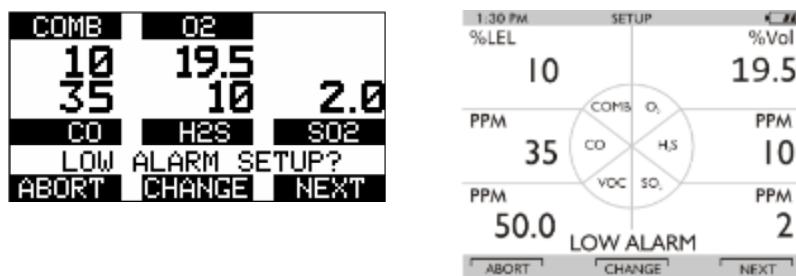 COMB O2
10 19.5
35 10 2.0
CO H2S SO2
LOW ALARM SETUP?
ABORT CHANGE NEXT
1:30 PM SETUP
%LEL %Vol
10 19.5
COMB O₂
PPM PPM
35 CO H₂S 10
VOC SO₂
PPM PPM
50.0 2
LOW ALARM
ABORT CHANGE NEXT